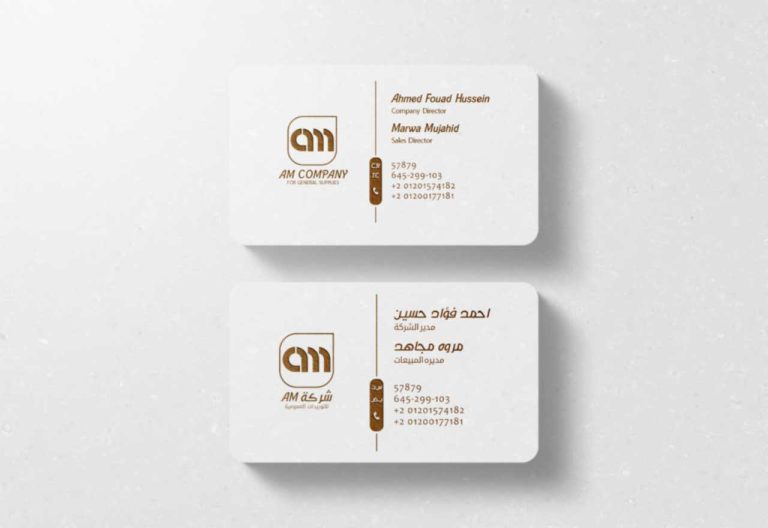 am
AM COMPANY
FOR GENERAL SUPPLIES
Ahmed Fouad Hussein
Company Director
Marwa Mujahid
Sales Director
CR 57879
TC 645-299-103
+2 01201574182
+2 01200177181
am
شركة AM
للتوريدات العمومية
احمد فؤاد حسين
مدير الشركة
مروه مجاهد
مديره المبيعات
س.ت 57879
ب.ض 645-299-103
+2 01201574182
+2 01200177181